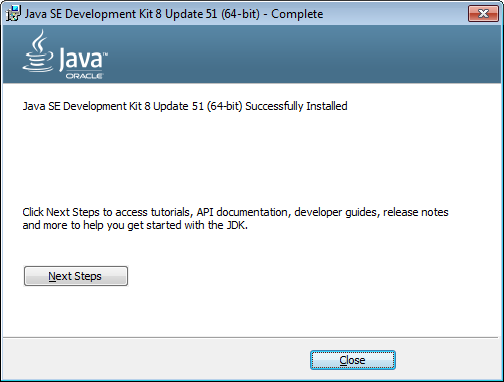 Java SE Development Kit 8 Update 51 (64-bit) - Complete
Java™
ORACLE
Java SE Development Kit 8 Update 51 (64-bit) Successfully Installed
Click Next Steps to access tutorials, API documentation, developer guides, release notes
and more to help you get started with the JDK.
Next Steps
Close